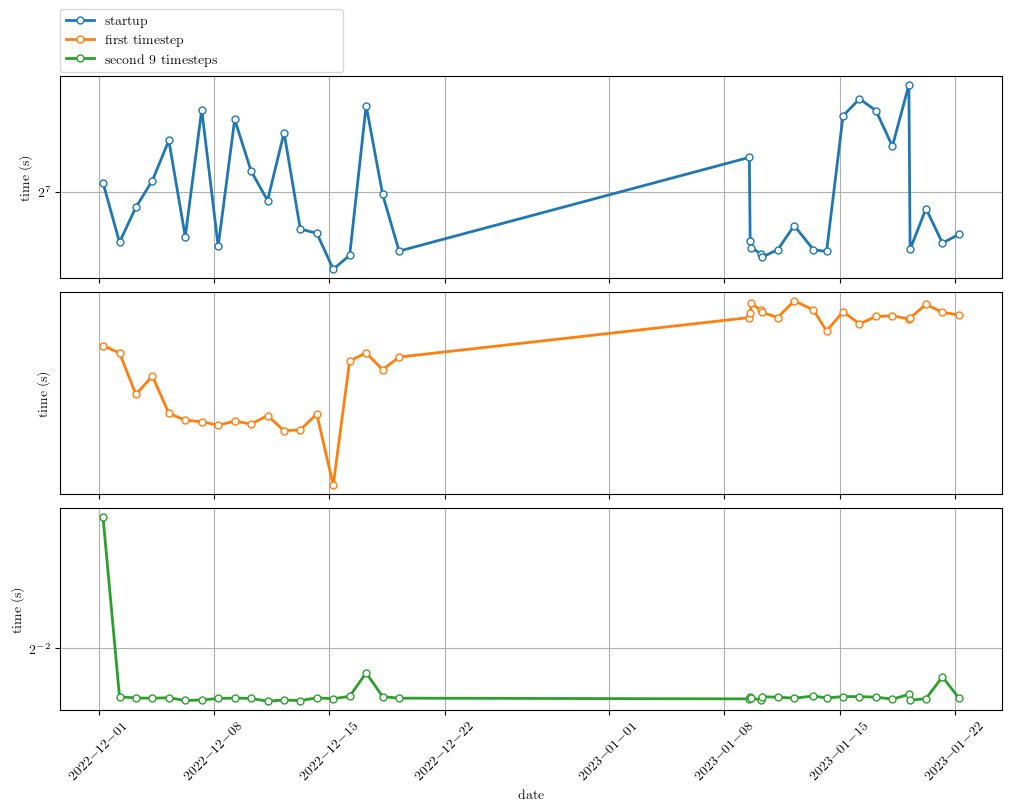 startup
first timestep
second 9 timesteps
time (s)
2^7
time (s)
time (s)
2^{-2}
2022−12−01
2022−12−08
2022−12−15
2022−12−22
2023−01−01
2023−01−08
2023−01−15
2023−01−22
date